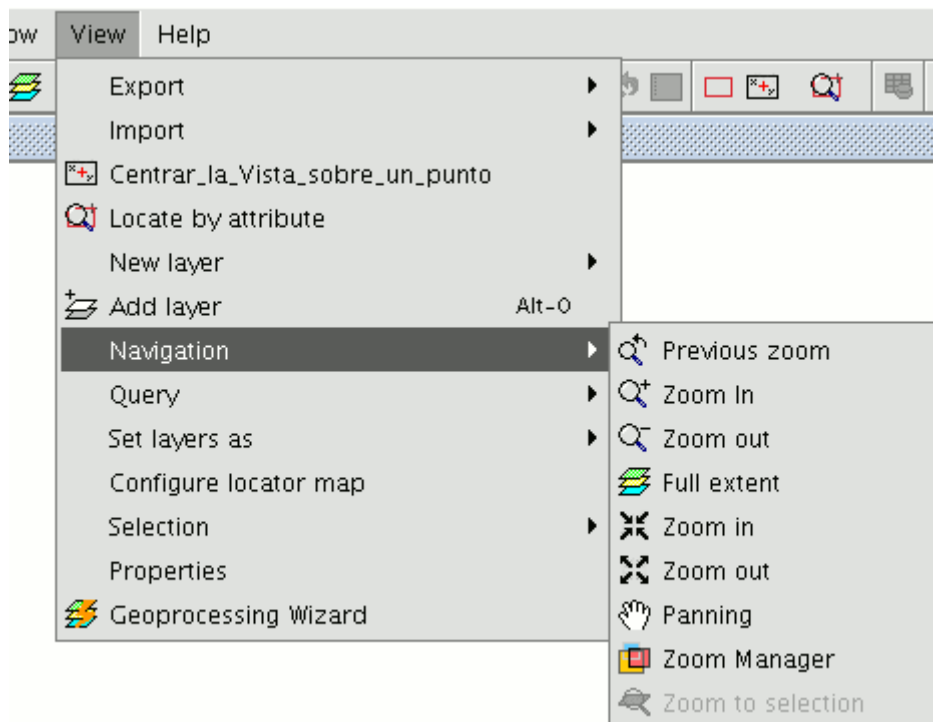 ow View Help
Export
Import
Centrar_la_Vista_sobre_un_punto
Locate by attribute
New layer
Add layer Alt-O
Navigation
Query
Set layers as
Configure locator map
Selection
Properties
Geoprocessing Wizard
Previous zoom
Zoom In
Zoom out
Full extent
Zoom in
Zoom out
Panning
Zoom Manager
Zoom to selection